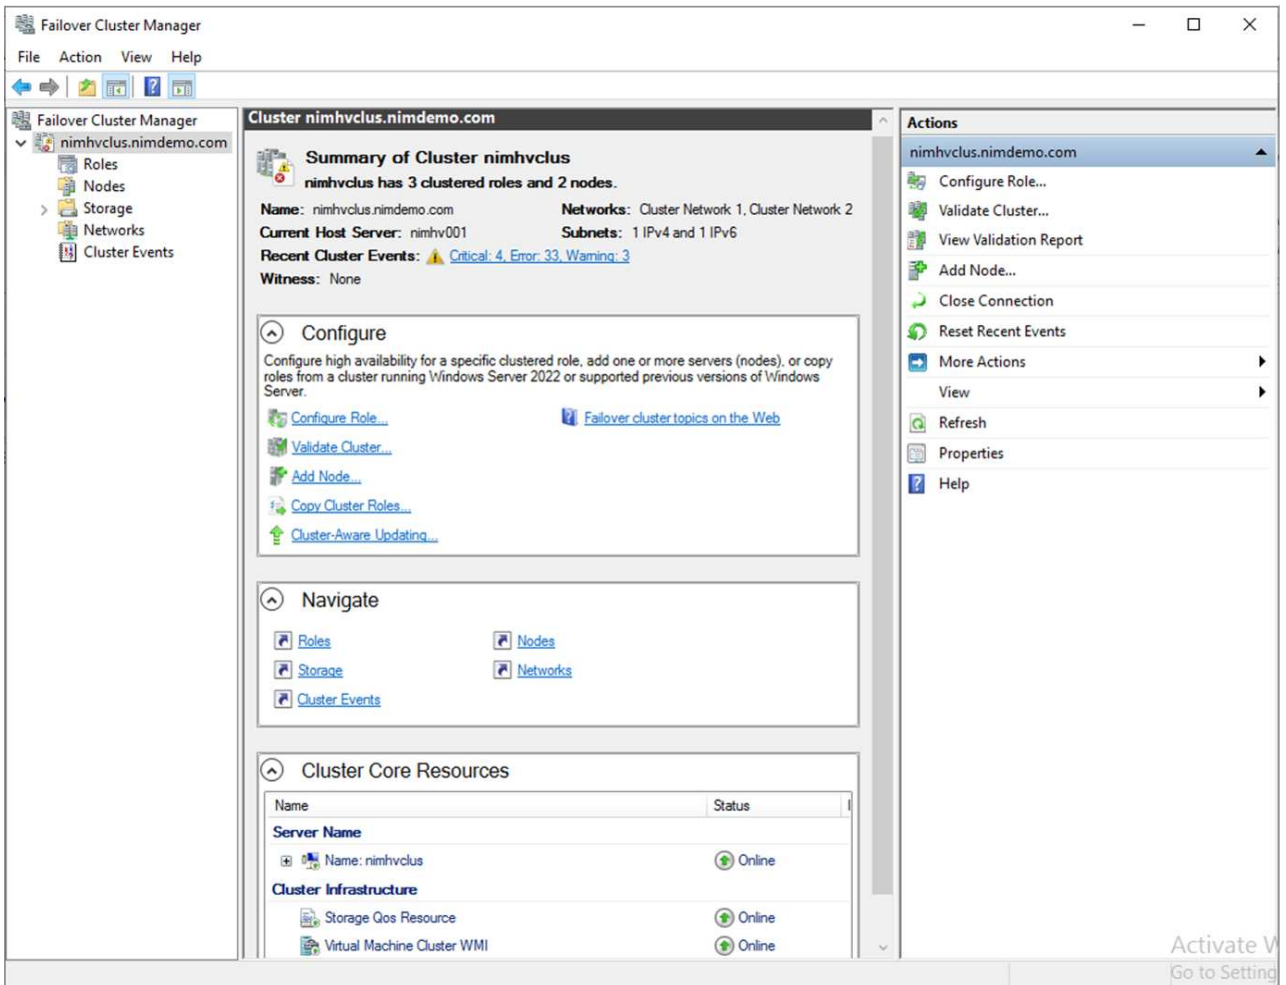 Failover Cluster Manager
File Action View Help
Failover Cluster Manager
nimhvclus.nimdemo.com
Roles
Nodes
Storage
Networks
Cluster Events
Cluster nimhvclus.nimdemo.com
Summary of Cluster nimhvclus
nimhvclus has 3 clustered roles and 2 nodes.
Name: nimhvclus.nimdemo.com Networks: Cluster Network 1, Cluster Network 2
Current Host Server: nimhv001 Subnets: 1 IPv4 and 1 IPv6
Recent Cluster Events: Critical: 4, Error: 33, Warning: 3
Witness: None
Configure
Configure high availability for a specific clustered role, add one or more servers (nodes), or copy
roles from a cluster running Windows Server 2022 or supported previous versions of Windows
Server.
Configure Role... Failover cluster topics on the Web
Validate Cluster...
Add Node...
Copy Cluster Roles...
Cluster-Aware Updating...
Navigate
Roles Nodes
Storage Networks
Cluster Events
Cluster Core Resources
Name Status
Server Name
Name: nimhvclus Online
Cluster Infrastructure
Storage Qos Resource Online
Virtual Machine Cluster WMI Online
Actions
nimhvclus.nimdemo.com
Configure Role...
Validate Cluster...
View Validation Report
Add Node...
Close Connection
Reset Recent Events
More Actions
View
Refresh
Properties
Help
Activate W
Go to Setting